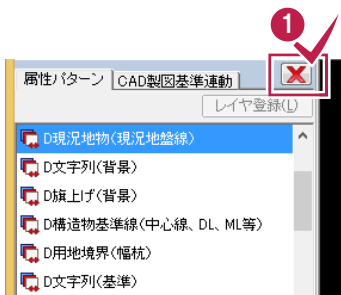 1
属性パターン CAD製図基準連動
レイヤ登録(L)
D現況地物(現況地盤線)
D文字列(背景)
D旗上げ(背景)
D構造物基準線(中心線、DL、ML等)
D用地境界(幅杭)
D文字列(基準)